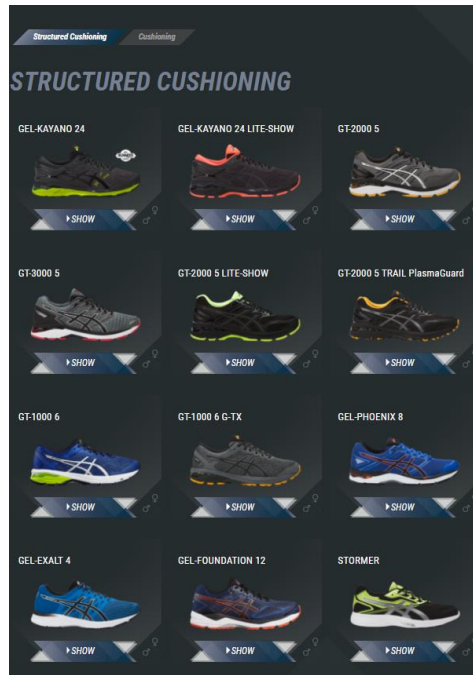 Structured Cushioning Cushioning
STRUCTURED CUSHIONING
GEL-KAYANO 24 GEL-KAYANO 24 LITE-SHOW GT-2000 5
SHOW SHOW SHOW
GT-3000 5 GT-2000 5 LITE-SHOW GT-2000 5 TRAIL PlasmaGuard
SHOW SHOW SHOW
GT-1000 6 GT-1000 6 G-TX GEL-PHOENIX 8
SHOW SHOW SHOW
GEL-EXALT 4 GEL-FOUNDATION 12 STORMER
SHOW SHOW SHOW